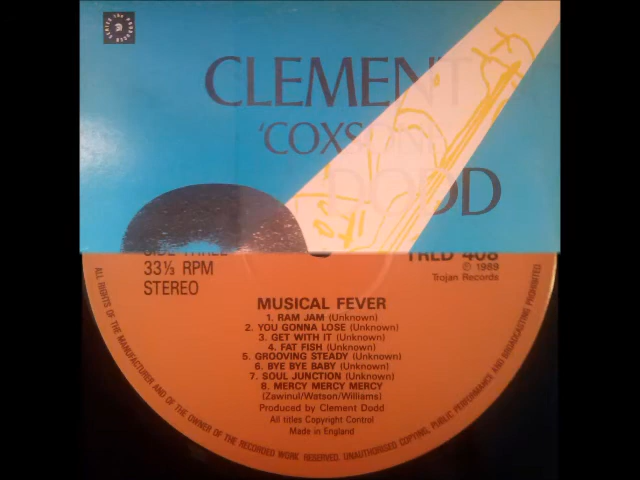 CLEMENT
'COXSONE'
DODD
SIDE THREE
33⅓ RPM
STEREO
TRLD 408
℗ 1989
Trojan Records
MUSICAL FEVER
1. RAM JAM (Unknown)
2. YOU GONNA LOSE (Unknown)
3. GET WITH IT (Unknown)
4. FAT FISH (Unknown)
5. GROOVING STEADY (Unknown)
6. BYE BYE BABY (Unknown)
7. SOUL JUNCTION (Unknown)
8. MERCY MERCY MERCY
(Zawinul/Watson/Williams)
Produced by Clement Dodd
All titles Copyright Control
Made in England
ALL RIGHTS OF THE MANUFACTURER AND OF THE OWNER OF THE RECORDED WORK RESERVED. UNAUTHORISED COPYING, PUBLIC PERFORMANCE AND BROADCASTING PROHIBITED